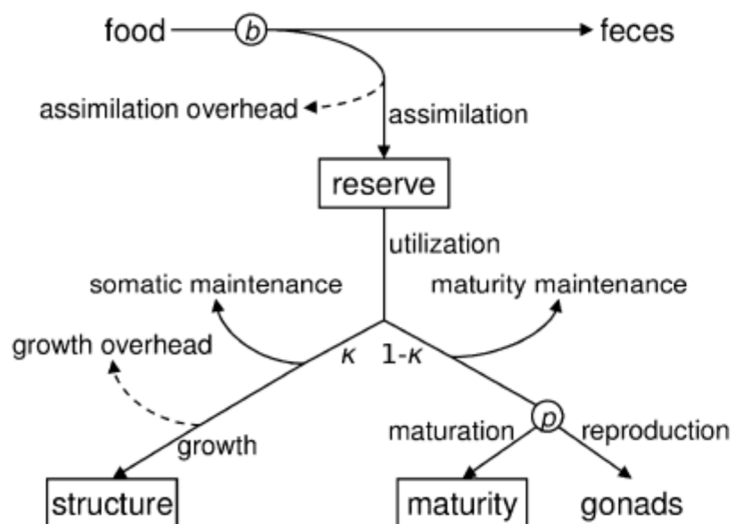 food b feces
assimilation overhead
assimilation
reserve
utilization
somatic maintenance maturity maintenance
growth overhead
κ 1-κ
p
maturation reproduction
growth
structure maturity gonads